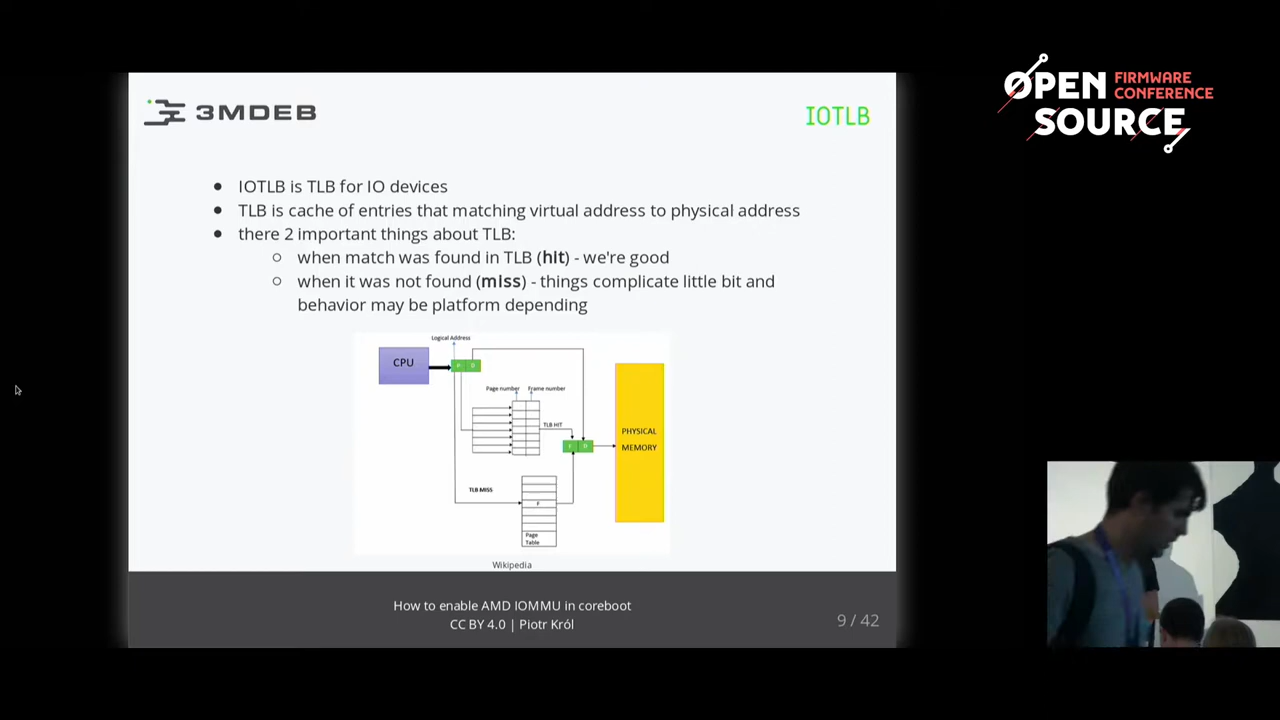 3MDEB
IOTLB
OPEN
FIRMWARE
CONFERENCE
SOURCE
IOTLB is TLB for IO devices
TLB is cache of entries that matching virtual address to physical address
there 2 important things about TLB:
when match was found in TLB (hit) - we're good
when it was not found (miss) - things complicate little bit and
behavior may be platform depending
Logical Address
CPU
P D
Page number Frame number
TLB HIT
F D
PHYSICAL
MEMORY
TLB MISS
F
Page
Table
Wikipedia
How to enable AMD IOMMU in coreboot
CC BY 4.0 | Piotr Król
9 / 42